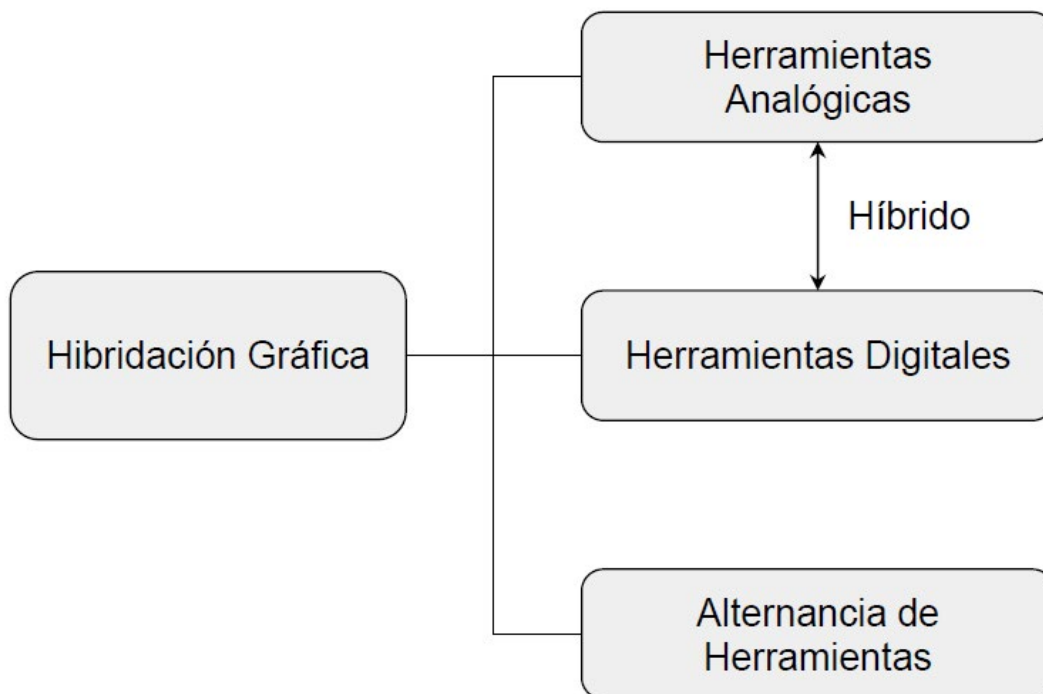 Herramientas
Analógicas
Híbrido
Hibridación Gráfica
Herramientas Digitales
Alternancia de
Herramientas